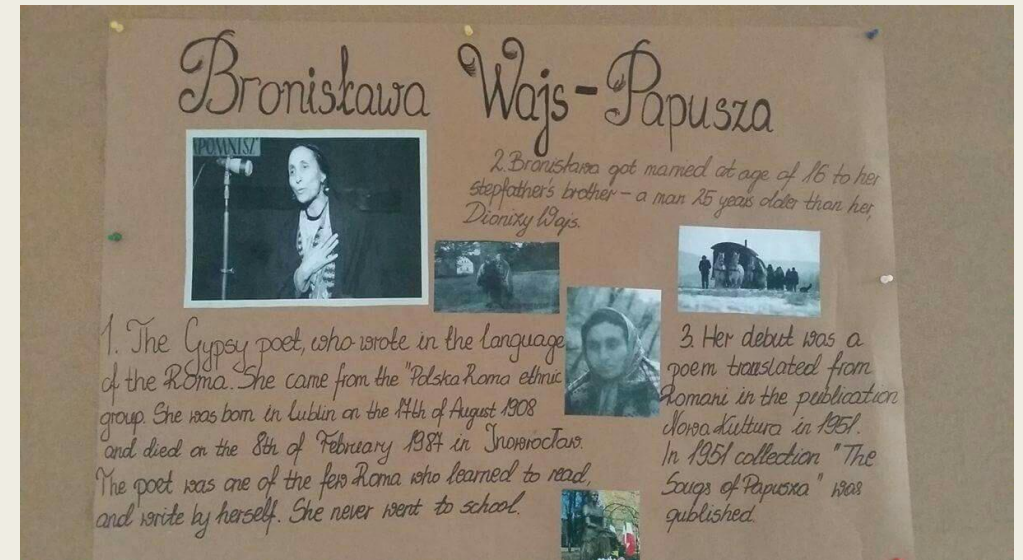 Bronisława Wajs-Papusza
POMNISZ
2. Bronisława got married at age of 16 to her
stepfather's brother – a man 25 years older than her,
Dionizy Wajs.
1. The Gypsy poet, who wrote in the language
of the Roma. She came from the "Polska Roma ethnic
group. She was born in Lublin on the 17th of August 1908
and died on the 8th of February 1987 in Inowrocław.
The poet was one of the few Roma who learned to read,
and write by herself. She never went to school.
3. Her debut was a
poem translated from
Romani in the publication
Nowa Kultura in 1951.
In 1951 collection "The
Songs of Papusza" was
published.